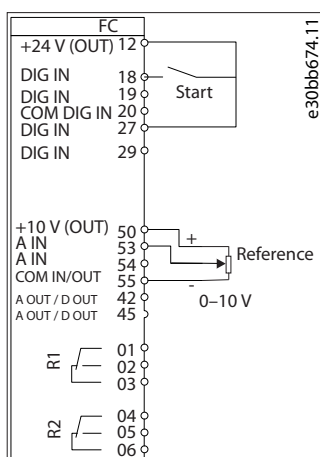 FC
e30bb674.11
+24 V (OUT) 12
DIG IN 18
DIG IN 19
Start
COM DIG IN 20
DIG IN 27
DIG IN 29
+10 V (OUT) 50
+
A IN 53
A IN 54
Reference
COM IN/OUT 55
-
A OUT / D OUT 42
0–10 V
A OUT / D OUT 45
R1
01
02
03
R2
04
05
06